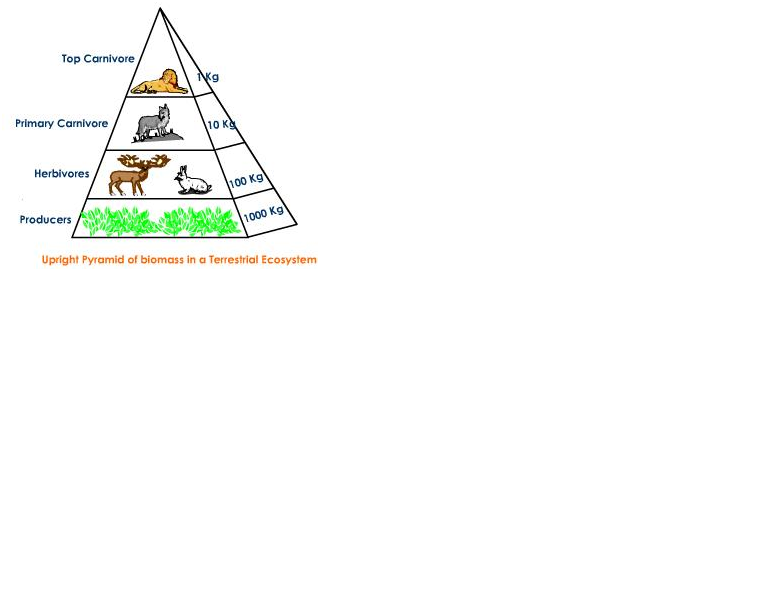 Top Carnivore
1 Kg
Primary Carnivore
10 Kg
Herbivores
100 Kg
Producers
1000 Kg
Upright Pyramid of biomass in a Terrestrial Ecosystem